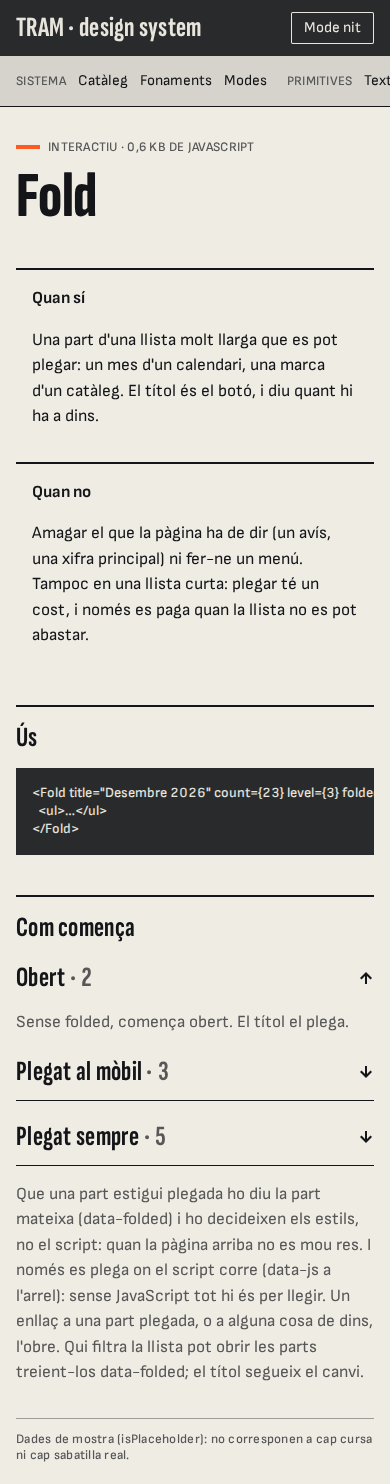 TRAM · design system
Mode nit
SISTEMA Catàleg Fonaments Modes PRIMITIVES Text
INTERACTIU · 0,6 KB DE JAVASCRIPT
Fold
Quan sí
Una part d'una llista molt llarga que es pot
plegar: un mes d'un calendari, una marca
d'un catàleg. El títol és el botó, i diu quant hi
ha a dins.
Quan no
Amagar el que la pàgina ha de dir (un avís,
una xifra principal) ni fer-ne un menú.
Tampoc en una llista curta: plegar té un
cost, i només es paga quan la llista no es pot
abastar.
Ús
<Fold title="Desembre 2026" count={23} level={3} folde
<ul>…</ul>
</Fold>
Com comença
Obert · 2 ↑
Sense folded, comença obert. El títol el plega.
Plegat al mòbil · 3 ↓
Plegat sempre · 5 ↓
Que una part estigui plegada ho diu la part
mateixa (data-folded) i ho decideixen els estils,
no el script: quan la pàgina arriba no es mou res. I
només es plega on el script corre (data-js a
l'arrel): sense JavaScript tot hi és per llegir. Un
enllaç a una part plegada, o a alguna cosa de dins,
l'obre. Qui filtra la llista pot obrir les parts
treient-los data-folded; el títol segueix el canvi.
Dades de mostra (isPlaceholder): no corresponen a cap cursa
ni cap sabatilla real.